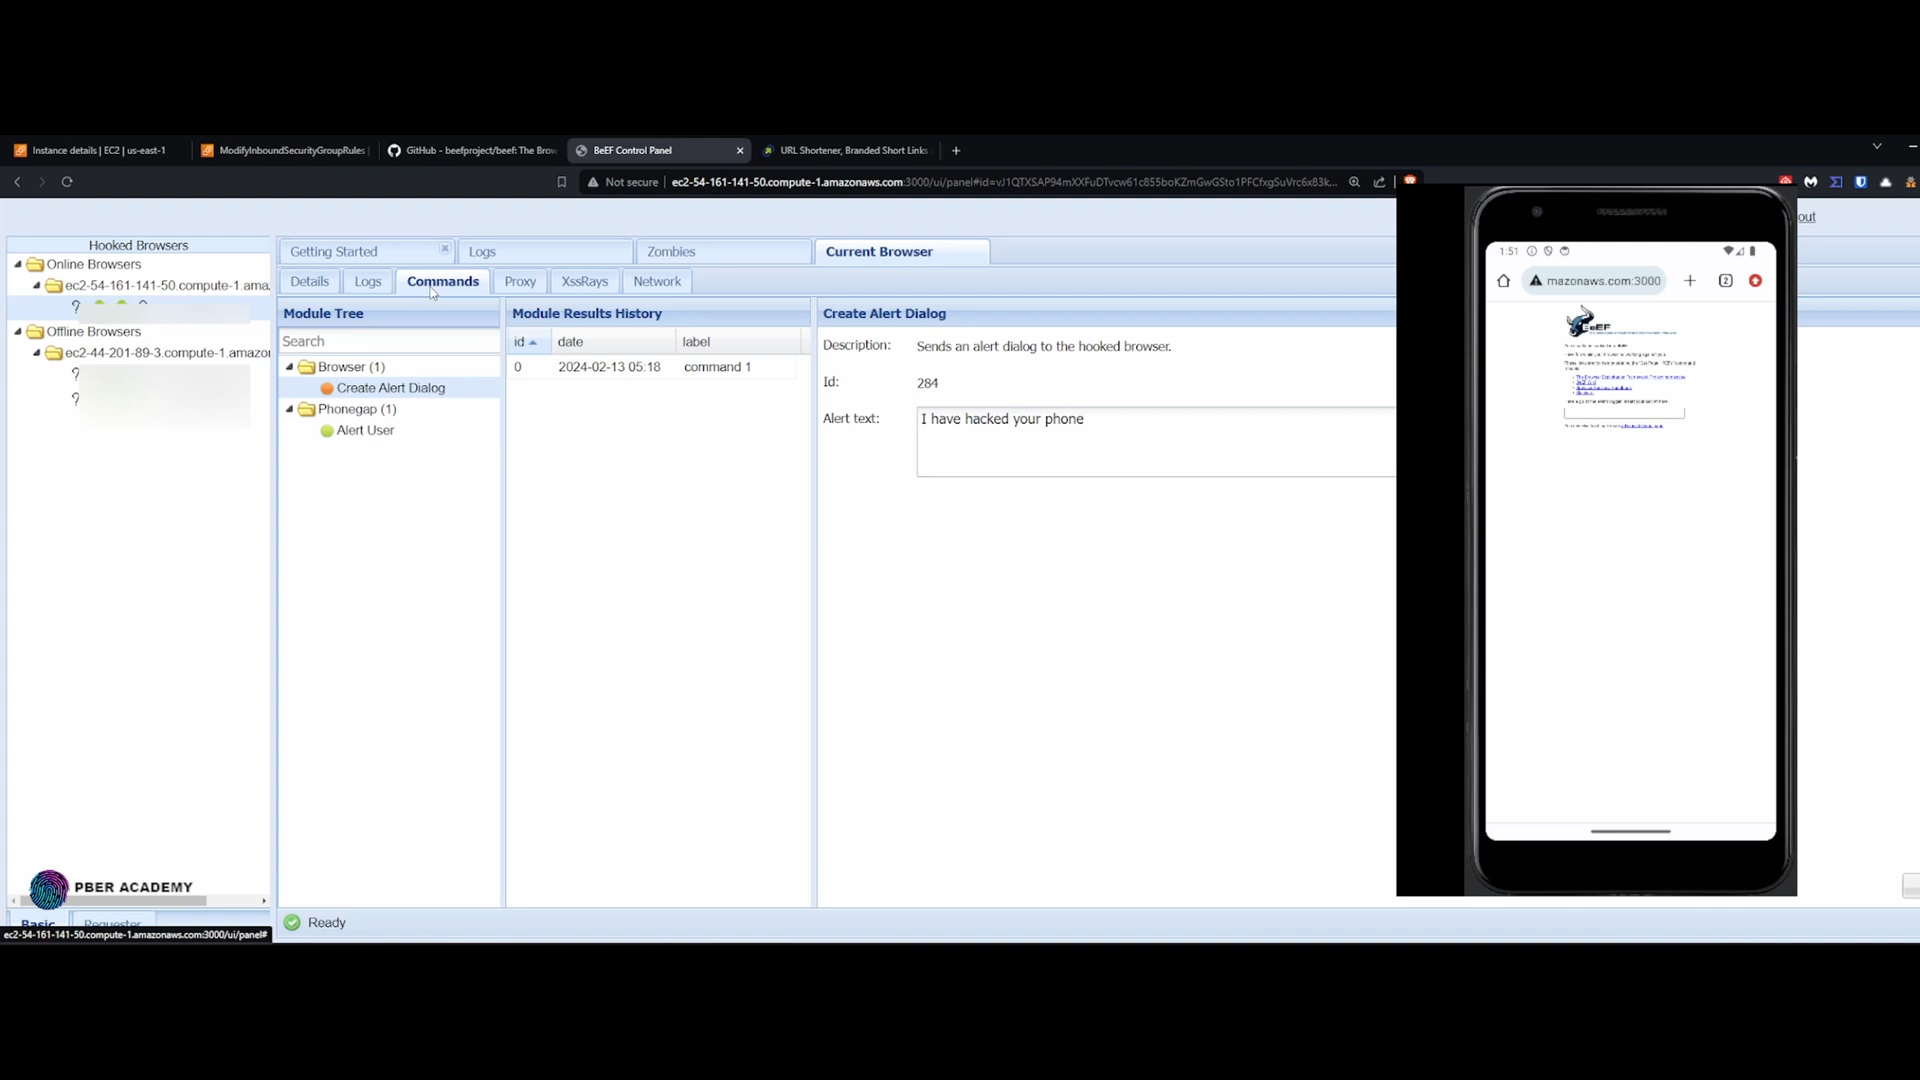 Instance details | EC2 | us-east-1
ModifyInboundSecurityGroupRules
GitHub - beefproject/beef: The Brow
BeEF Control Panel
URL Shortener, Branded Short Links
Not secure
ec2-54-161-141-50.compute-1.amazonaws.com:3000/ui/panel#id=
out
Hooked Browsers
Online Browsers
ec2-54-161-141-50.compute-1.ama
?
Offline Browsers
ec2-44-201-89-3.compute-1.amazor
?
?
Getting Started
Logs
Zombies
Current Browser
Details
Logs
Commands
Proxy
XssRays
Network
Module Tree
Search
Browser (1)
Create Alert Dialog
Phonegap (1)
Alert User
Module Results History
id
date
label
0
2024-02-13 05:18
command 1
Create Alert Dialog
Description:
Sends an alert dialog to the hooked browser.
Id:
284
Alert text:
I have hacked your phone
1:51
mazonaws.com:3000
2
BeEF
PBER ACADEMY
Basic
Requester
ec2-54-161-141-50.compute-1.amazonaws.com:3000/ui/panel#
Ready